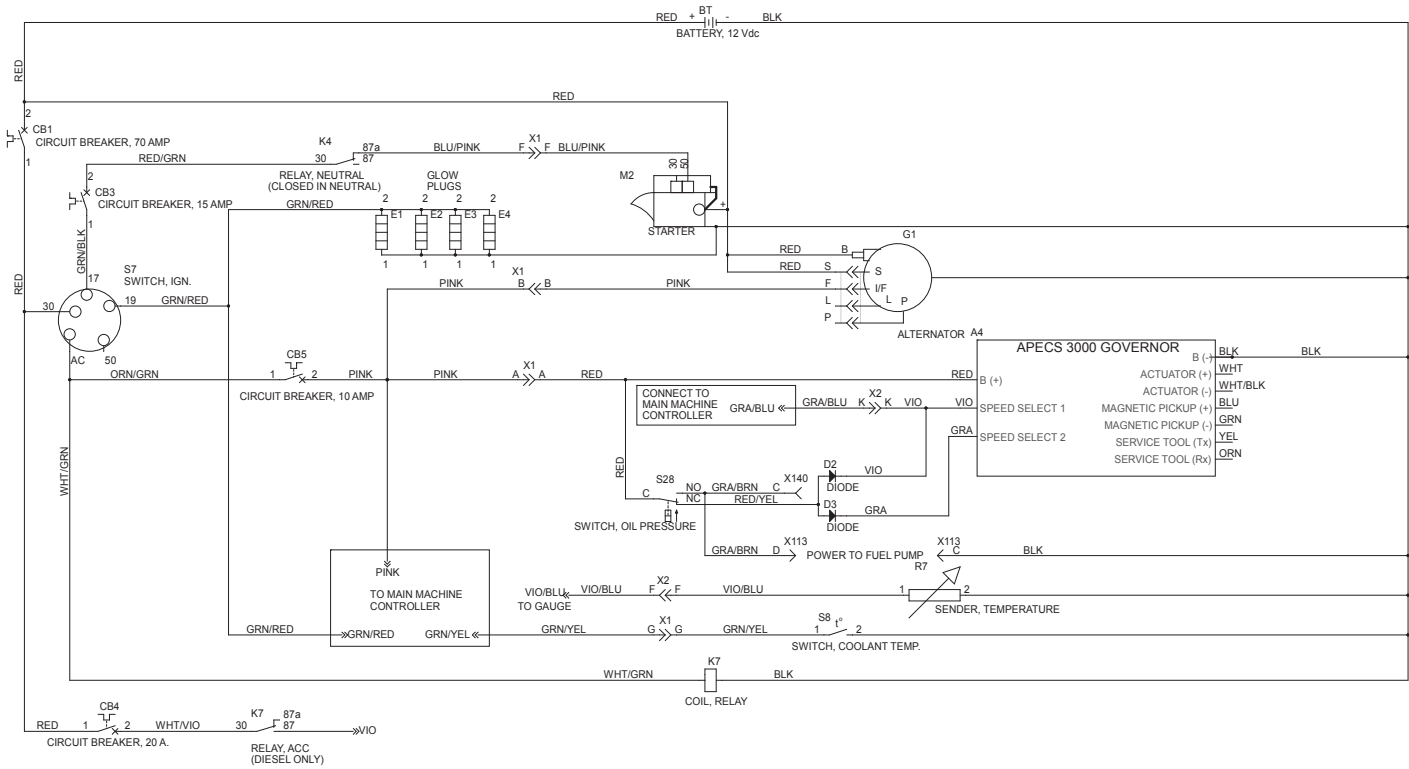 BT
RED + - BLK
BATTERY, 12 Vdc
RED
RED
2
CB1
CIRCUIT BREAKER, 70 AMP
1
K4
87a
30 87
RED/GRN
RELAY, NEUTRAL
(CLOSED IN NEUTRAL)
BLU/PINK
X1
F F
BLU/PINK
30
50
M2
+
STARTER
2
CB3
CIRCUIT BREAKER, 15 AMP
1
GRN/BLK
GRN/RED
GLOW
PLUGS
2 2 2 2
E1 E2 E3 E4
1 1 1 1
RED
S7
SWITCH, IGN.
17
30
19
GRN/RED
AC
50
G1
RED B
RED S S
PINK
X1
B B
PINK
F I/F
L L
P P
ALTERNATOR
ORN/GRN
CB5
1 2
CIRCUIT BREAKER, 10 AMP
PINK
PINK
X1
A A
RED
RED
A4
APECS 3000 GOVERNOR
B (+)
SPEED SELECT 1
SPEED SELECT 2
B (-) BLK BLK
ACTUATOR (+) WHT
ACTUATOR (-) WHT/BLK
MAGNETIC PICKUP (+) BLU
MAGNETIC PICKUP (-) GRN
SERVICE TOOL (Tx) YEL
SERVICE TOOL (Rx) ORN
CONNECT TO
MAIN MACHINE
CONTROLLER
GRA/BLU
GRA/BLU
X2
K K
VIO
VIO
GRA
WHT/GRN
RED
S28
C
NO
NC
GRA/BRN C
X140
RED/YEL
SWITCH, OIL PRESSURE
D2
DIODE
VIO
D3
DIODE
GRA
GRA/BRN D
X113
POWER TO FUEL PUMP
X113
C
BLK
PINK
TO MAIN MACHINE
CONTROLLER
VIO/BLU
TO GAUGE
VIO/BLU
X2
F F
VIO/BLU
R7
1 2
SENDER, TEMPERATURE
GRN/RED
GRN/RED
GRN/YEL
GRN/YEL
X1
G G
GRN/YEL
S8
1 t° 2
SWITCH, COOLANT TEMP.
WHT/GRN
K7
BLK
COIL, RELAY
RED
CB4
1 2
CIRCUIT BREAKER, 20 A.
WHT/VIO
K7
87a
30 87
VIO
RELAY, ACC
(DIESEL ONLY)